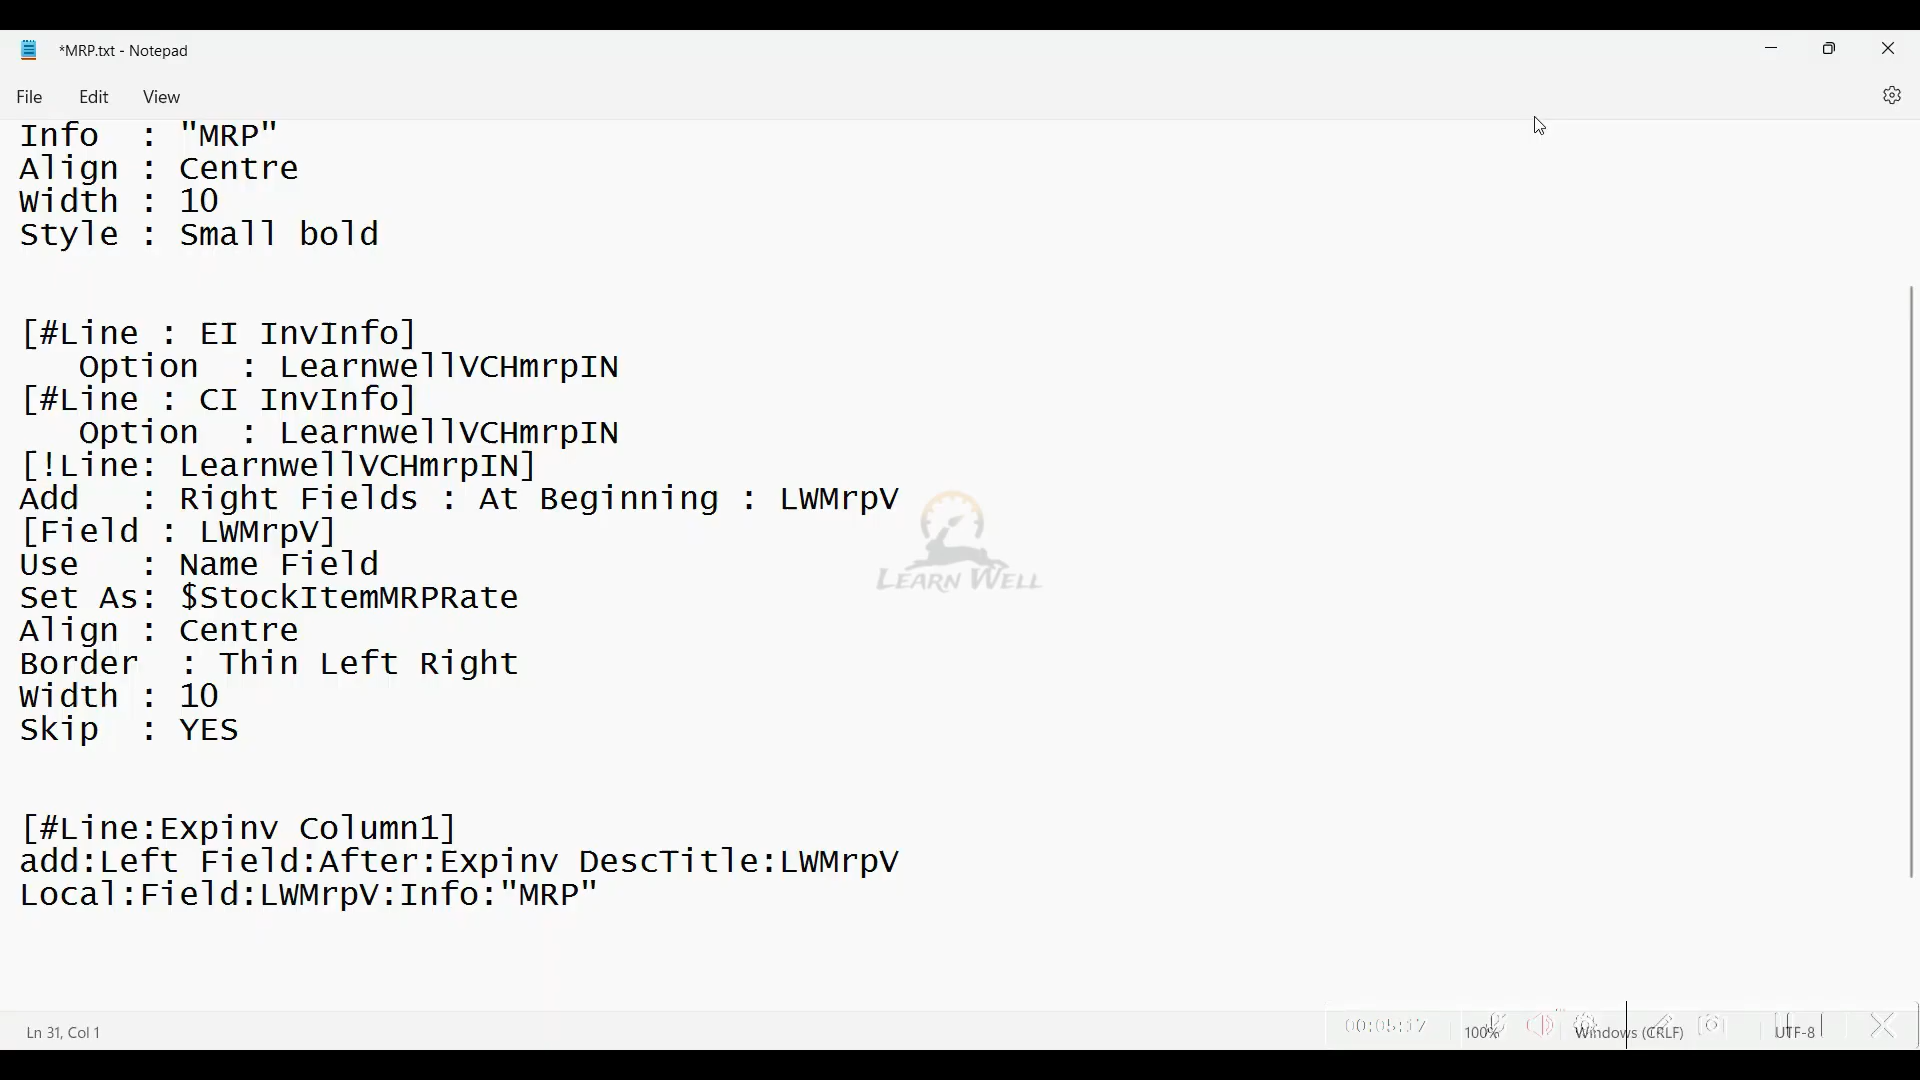 *MRP.txt - Notepad
File Edit View
Info : "MRP"
Align : Centre
Width : 10
Style : Small bold
[#Line : EI InvInfo]
Option : LearnwellVCHmrpIN
[#Line : CI InvInfo]
Option : LearnwellVCHmrpIN
[!Line: LearnwellVCHmrpIN]
Add : Right Fields : At Beginning : LWMrpV
[Field : LWMrpV]
Use : Name Field
Set As: $StockItemMRPRate
Align : Centre
Border : Thin Left Right
Width : 10
Skip : YES
LEARN WELL
[#Line:Expinv Column1]
add:Left Field:After:Expinv DescTitle:LWMrpV
Local:Field:LWMrpV:Info:"MRP"
Ln 31, Col 1 00:05:17 100% Windows (CRLF) UTF-8